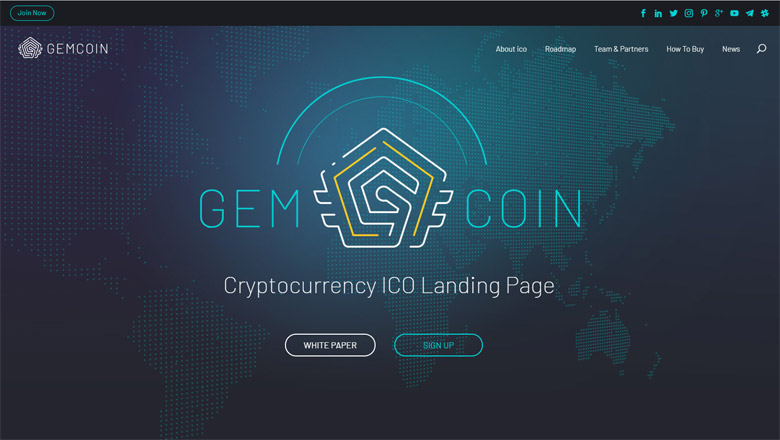 Join Now
GEMCOIN
About Ico Roadmap Team & Partners How To Buy News
GEM COIN
Cryptocurrency ICO Landing Page
WHITE PAPER SIGN UP